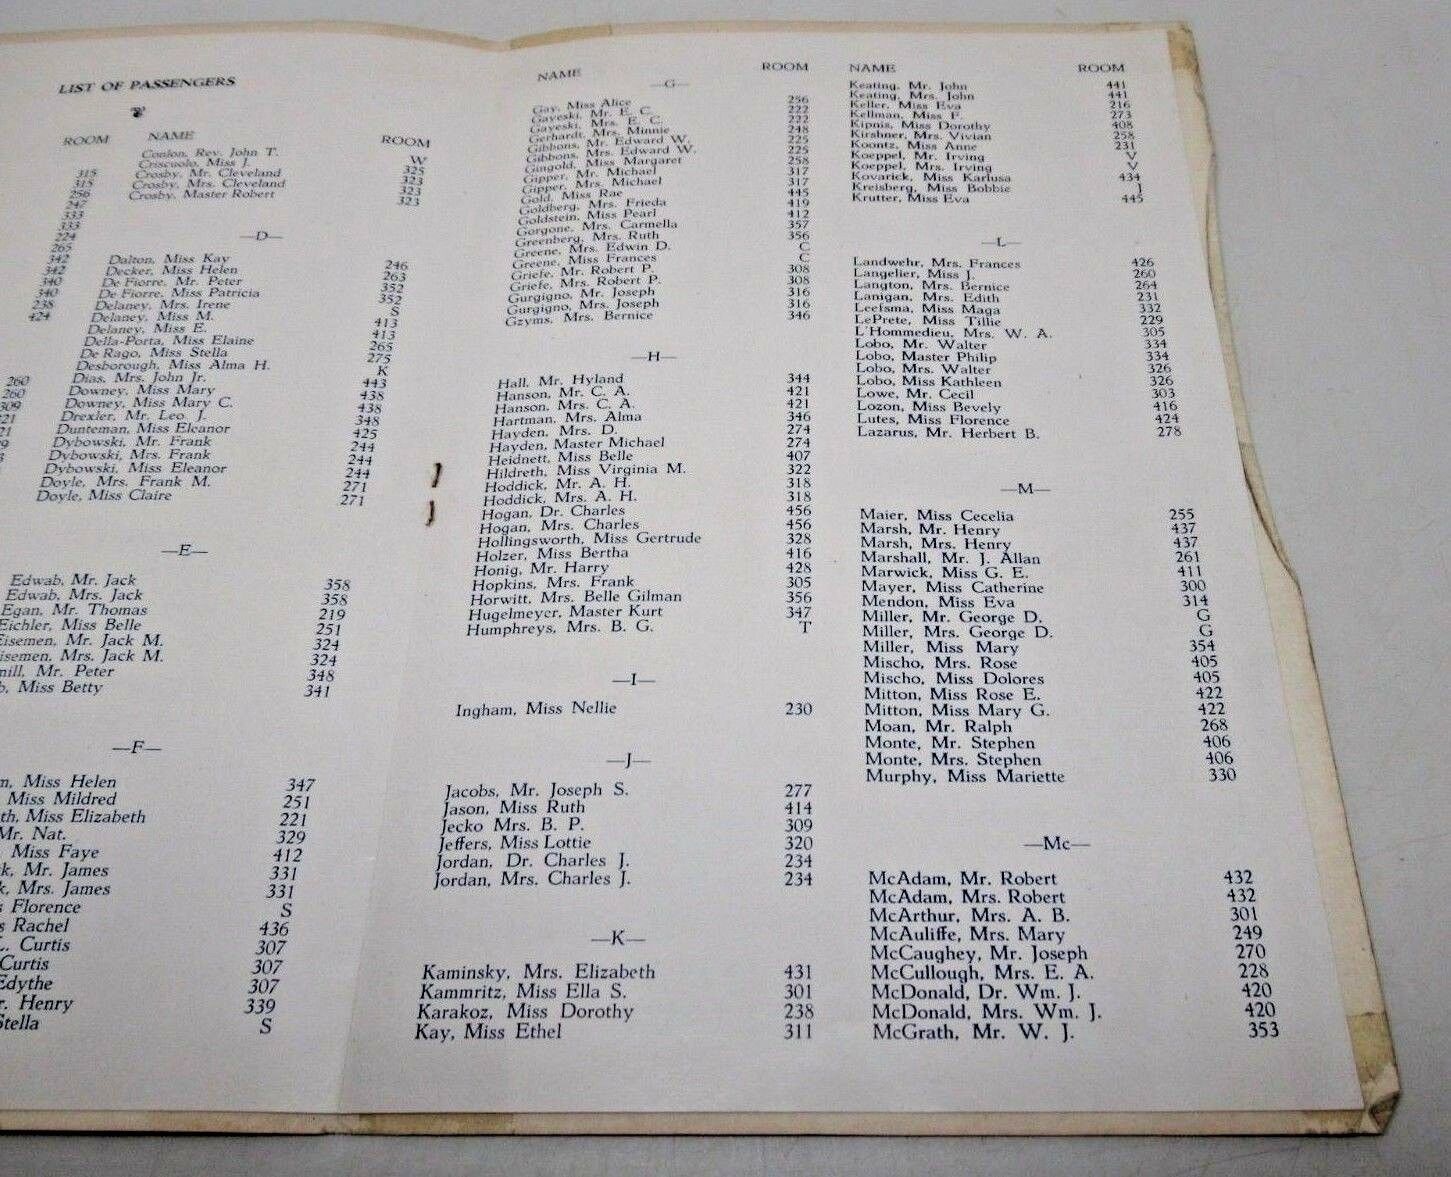 LIST OF PASSENGERS
ROOM
315
315
256
247
333
333
224
265
342
342
340
340
238
424
260
260
309
NAME ROOM
Conlon, Rev. John T. W
Criscuolo, Miss J. 325
Crosby, Mr. Cleveland 323
Crosby, Mrs. Cleveland 323
Crosby, Master Robert 323
—D—
Dalton, Miss Kay 246
Decker, Miss Helen 263
De Fiorre, Mr. Peter 352
De Fiorre, Miss Patricia 352
Delaney, Mrs. Irene S
Delaney, Miss M. 413
Delaney, Miss E. 413
Della-Porta, Miss Elaine 265
De Rago, Miss Stella 275
Desborough, Miss Alma H. K
Dias, Mrs. John Jr. 443
Downey, Miss Mary 438
Downey, Miss Mary C. 438
Drexler, Mr. Leo. J. 348
Dunteman, Miss Eleanor 425
Dybowski, Mr. Frank 244
Dybowski, Mrs. Frank 244
Dybowski, Miss Eleanor 244
Doyle, Mrs. Frank M. 271
Doyle, Miss Claire 271
—E—
Edwab, Mr. Jack 358
Edwab, Mrs. Jack 358
Egan, Mr. Thomas 219
Eichler, Miss Belle 251
Eisemen, Mr. Jack M. 324
isemen, Mrs. Jack M. 324
Mr. Peter 348
Miss Betty 341
—F—
Miss Helen 347
Miss Mildred 251
Miss Elizabeth 221
Mr. Nat. 329
Miss Faye 412
Mr. James 331
Mrs. James 331
Florence S
Rachel 436
L. Curtis 307
Curtis 307
Edythe 307
Henry 339
Stella S
NAME ROOM
—G—
Gay, Miss Alice 256
Gayeski, Mr. E. C. 222
Gayeski, Mrs. E. C. 222
Gerhardt, Mrs. Minnie 248
Gibbons, Mr. Edward W. 225
Gibbons, Mrs. Edward W. 225
Gingold, Miss Margaret 258
Gipper, Mr. Michael 317
Gipper, Mrs. Michael 317
Gold, Miss Rae 445
Goldberg, Mrs. Frieda 419
Goldstein, Miss Pearl 412
Gorgone, Mrs. Carmella 357
Greenberg, Mrs. Ruth 356
Greene, Mrs. Edwin D. C
Greene, Miss Frances C
Griefe, Mr. Robert P. 308
Griefe, Mrs. Robert P. 308
Gurgigno, Mr. Joseph 316
Gurgigno, Mrs. Joseph 316
Gzyms, Mrs. Bernice 346
—H—
Hall, Mr. Hyland 344
Hanson, Mr. C. A. 421
Hanson, Mrs. C. A. 421
Hartman, Mrs. Alma 346
Hayden, Mrs. D. 274
Hayden, Master Michael 274
Heidnett, Miss Belle 407
Hildreth, Miss Virginia M. 322
Hoddick, Mr. A. H. 318
Hoddick, Mrs. A. H. 318
Hogan, Dr. Charles 456
Hogan, Mrs. Charles 456
Hollingsworth, Miss Gertrude 328
Holzer, Miss Bertha 416
Honig, Mr. Harry 428
Hopkins, Mrs. Frank 305
Horwitt, Mrs. Belle Gilman 356
Hugelmeyer, Master Kurt 347
Humphreys, Mrs. B. G. T
—I—
Ingham, Miss Nellie 230
—J—
Jacobs, Mr. Joseph S. 277
Jason, Miss Ruth 414
Jecko Mrs. B. P. 309
Jeffers, Miss Lottie 320
Jordan, Dr. Charles J. 234
Jordan, Mrs. Charles J. 234
—K—
Kaminsky, Mrs. Elizabeth 431
Kammritz, Miss Ella S. 301
Karakoz, Miss Dorothy 238
Kay, Miss Ethel 311
NAME ROOM
Keating, Mr. John 441
Keating, Mrs. John 441
Keller, Miss Eva 216
Kellman, Miss F. 273
Kipnis, Miss Dorothy 408
Kirshner, Mrs. Vivian 258
Koontz, Miss Anne 231
Koeppel, Mr. Irving V
Koeppel, Mrs. Irving V
Kovarick, Miss Karlusa 434
Kreisberg, Miss Bobbie J
Krutter, Miss Eva 445
—L—
Landwehr, Mrs. Frances 426
Langelier, Miss J. 260
Langton, Mrs. Bernice 264
Lanigan, Mrs. Edith 231
Leefsma, Miss Maga 332
LePrete, Miss Tillie 229
L'Hommedieu, Mrs. W. A. 305
Lobo, Mr. Walter 334
Lobo, Master Philip 334
Lobo, Mrs. Walter 326
Lobo, Miss Kathleen 326
Lowe, Mr. Cecil 303
Lozon, Miss Bevely 416
Lutes, Miss Florence 424
Lazarus, Mr. Herbert B. 278
—M—
Maier, Miss Cecelia 255
Marsh, Mr. Henry 437
Marsh, Mrs. Henry 437
Marshall, Mr. J. Allan 261
Marwick, Miss G. E. 411
Mayer, Miss Catherine 300
Mendon, Miss Eva 314
Miller, Mr. George D. G
Miller, Mrs. George D. G
Miller, Miss Mary 354
Mischo, Mrs. Rose 405
Mischo, Miss Dolores 405
Mitton, Miss Rose E. 422
Mitton, Miss Mary G. 422
Moan, Mr. Ralph 268
Monte, Mr. Stephen 406
Monte, Mrs. Stephen 406
Murphy, Miss Mariette 330
—Mc—
McAdam, Mr. Robert 432
McAdam, Mrs. Robert 432
McArthur, Mrs. A. B. 301
McAuliffe, Mrs. Mary 249
McCaughey, Mr. Joseph 270
McCullough, Mrs. E. A. 228
McDonald, Dr. Wm. J. 420
McDonald, Mrs. Wm. J. 420
McGrath, Mr. W. J. 353